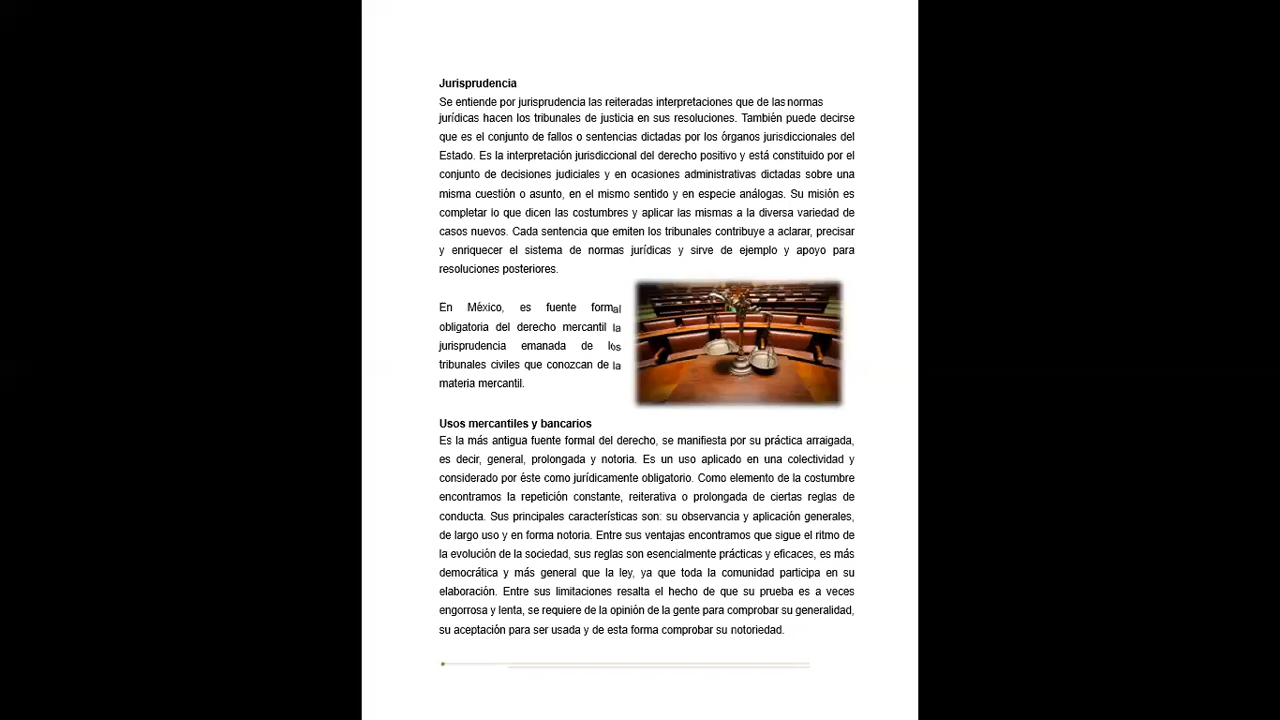 Jurisprudencia
Se entiende por jurisprudencia las reiteradas interpretaciones que de las normas
jurídicas hacen los tribunales de justicia en sus resoluciones. También puede decirse
que es el conjunto de fallos o sentencias dictadas por los órganos jurisdiccionales del
Estado. Es la interpretación jurisdiccional del derecho positivo y está constituido por el
conjunto de decisiones judiciales y en ocasiones administrativas dictadas sobre una
misma cuestión o asunto, en el mismo sentido y en especie análogas. Su misión es
completar lo que dicen las costumbres y aplicar las mismas a la diversa variedad de
casos nuevos. Cada sentencia que emiten los tribunales contribuye a aclarar, precisar
y enriquecer el sistema de normas jurídicas y sirve de ejemplo y apoyo para
resoluciones posteriores.
En México, es fuente formal
obligatoria del derecho mercantil la
jurisprudencia emanada de los
tribunales civiles que conozcan de la
materia mercantil.
Usos mercantiles y bancarios
Es la más antigua fuente formal del derecho, se manifiesta por su práctica arraigada,
es decir, general, prolongada y notoria. Es un uso aplicado en una colectividad y
considerado por éste como jurídicamente obligatorio. Como elemento de la costumbre
encontramos la repetición constante, reiterativa o prolongada de ciertas reglas de
conducta. Sus principales características son: su observancia y aplicación generales,
de largo uso y en forma notoria. Entre sus ventajas encontramos que sigue el ritmo de
la evolución de la sociedad, sus reglas son esencialmente prácticas y eficaces, es más
democrática y más general que la ley, ya que toda la comunidad participa en su
elaboración. Entre sus limitaciones resalta el hecho de que su prueba es a veces
engorrosa y lenta, se requiere de la opinión de la gente para comprobar su generalidad,
su aceptación para ser usada y de esta forma comprobar su notoriedad.